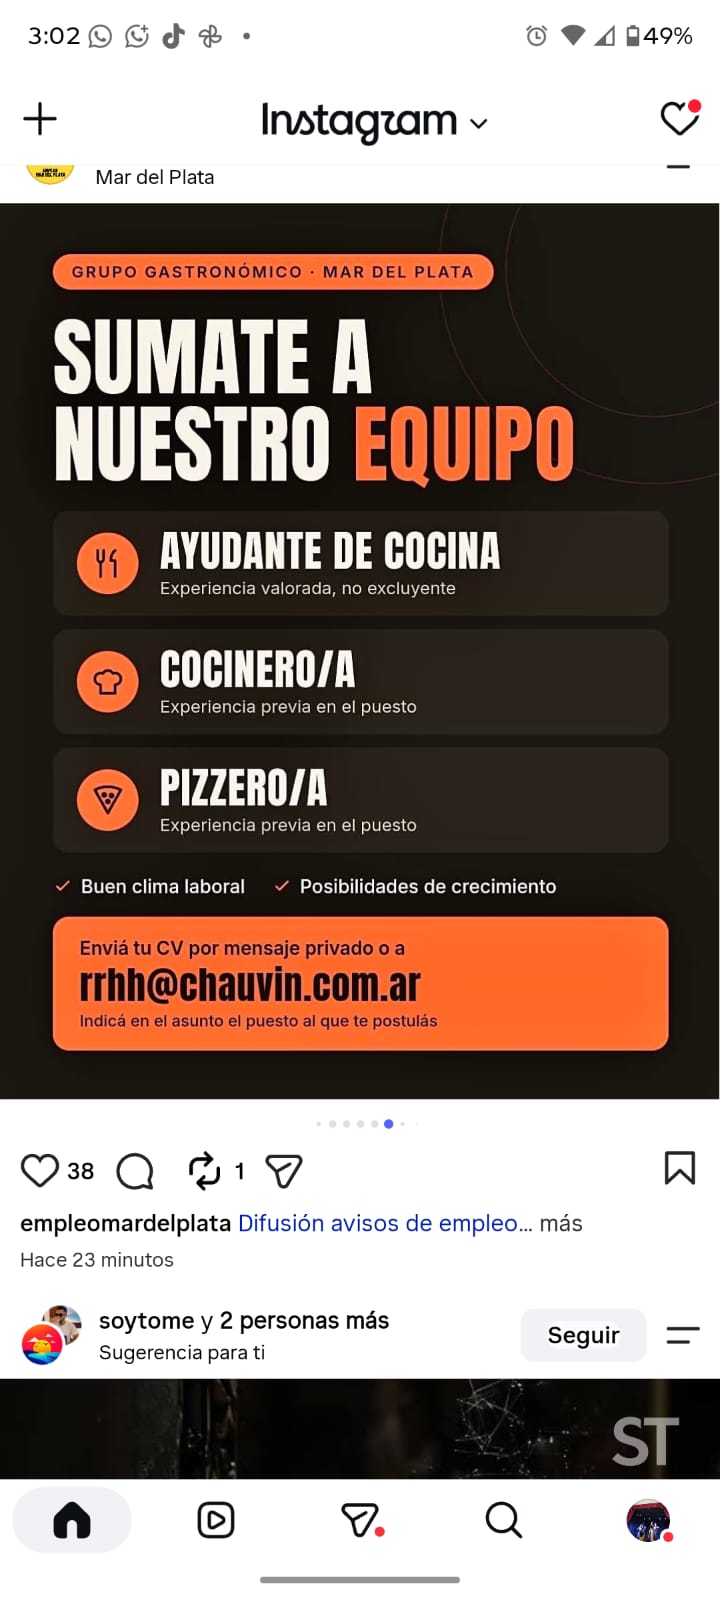 3:02
49%
Instagram
Mar del Plata
GRUPO GASTRONÓMICO · MAR DEL PLATA
SUMATE A
NUESTRO EQUIPO
AYUDANTE DE COCINA
Experiencia valorada, no excluyente
COCINERO/A
Experiencia previa en el puesto
PIZZERO/A
Experiencia previa en el puesto
Buen clima laboral
Posibilidades de crecimiento
Enviá tu CV por mensaje privado o a
rrhh@chauvin.com.ar
Indicá en el asunto el puesto al que te postulás
38
1
empleomardelplata Difusión avisos de empleo... más
Hace 23 minutos
soytome y 2 personas más
Seguir
Sugerencia para ti
ST